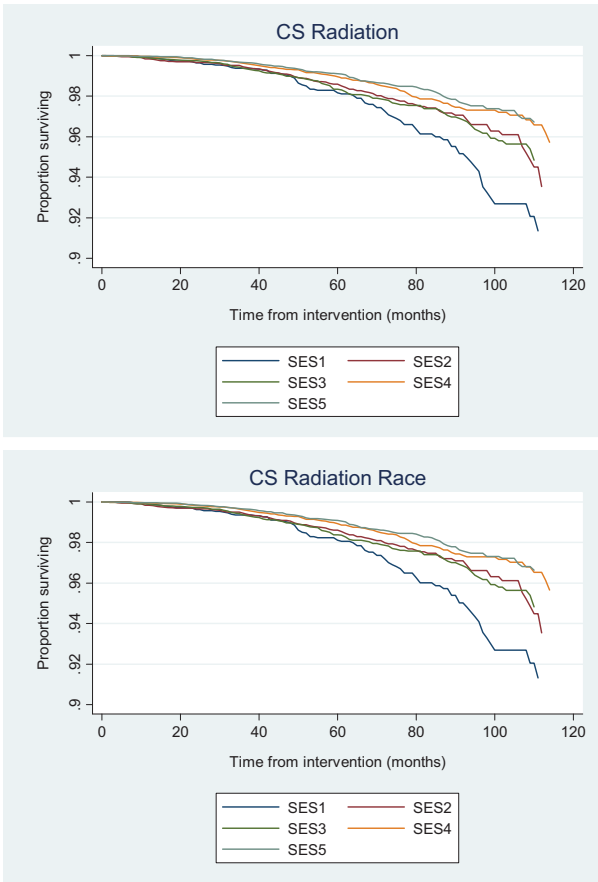 CS Radiation
Proportion surviving
1
.98
.96
.94
.92
.9
0 20 40 60 80 100 120
Time from intervention (months)
SES1 SES2
SES3 SES4
SES5
CS Radiation Race
Proportion surviving
1
.98
.96
.94
.92
.9
0 20 40 60 80 100 120
Time from intervention (months)
SES1 SES2
SES3 SES4
SES5